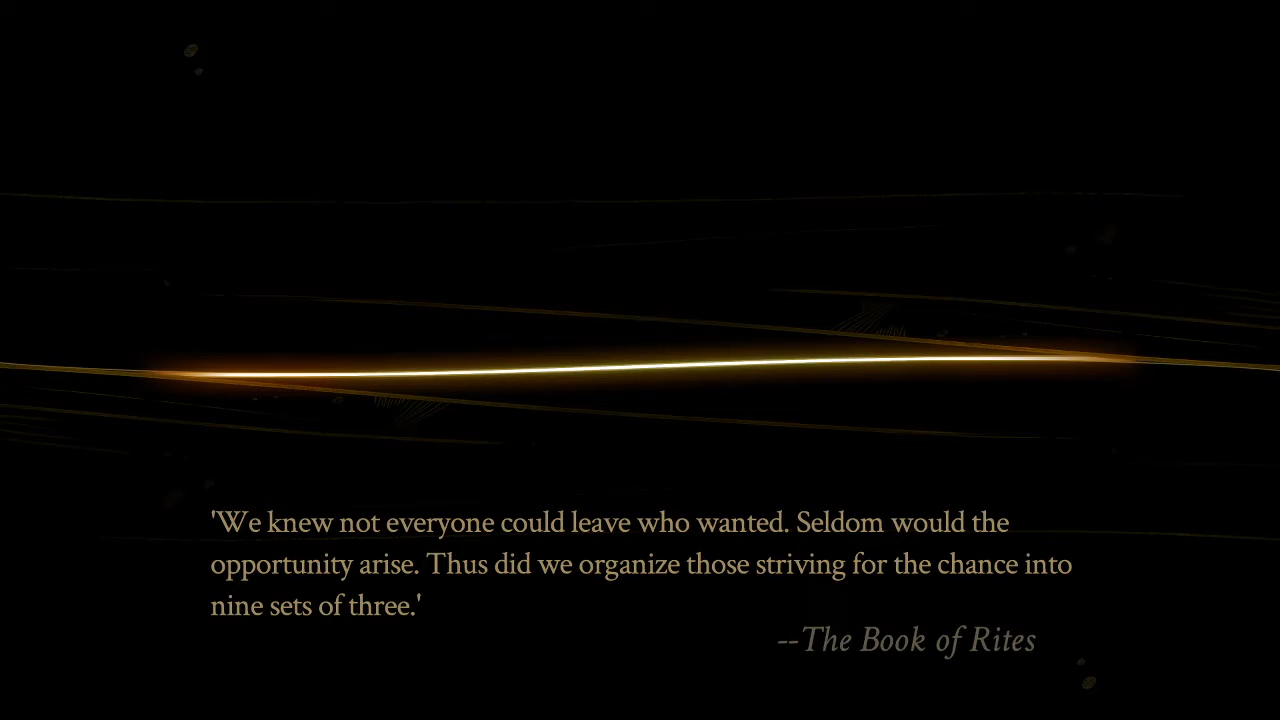 'We knew not everyone could leave who wanted. Seldom would the
opportunity arise. Thus did we organize those striving for the chance into
nine sets of three.'
--The Book of Rites